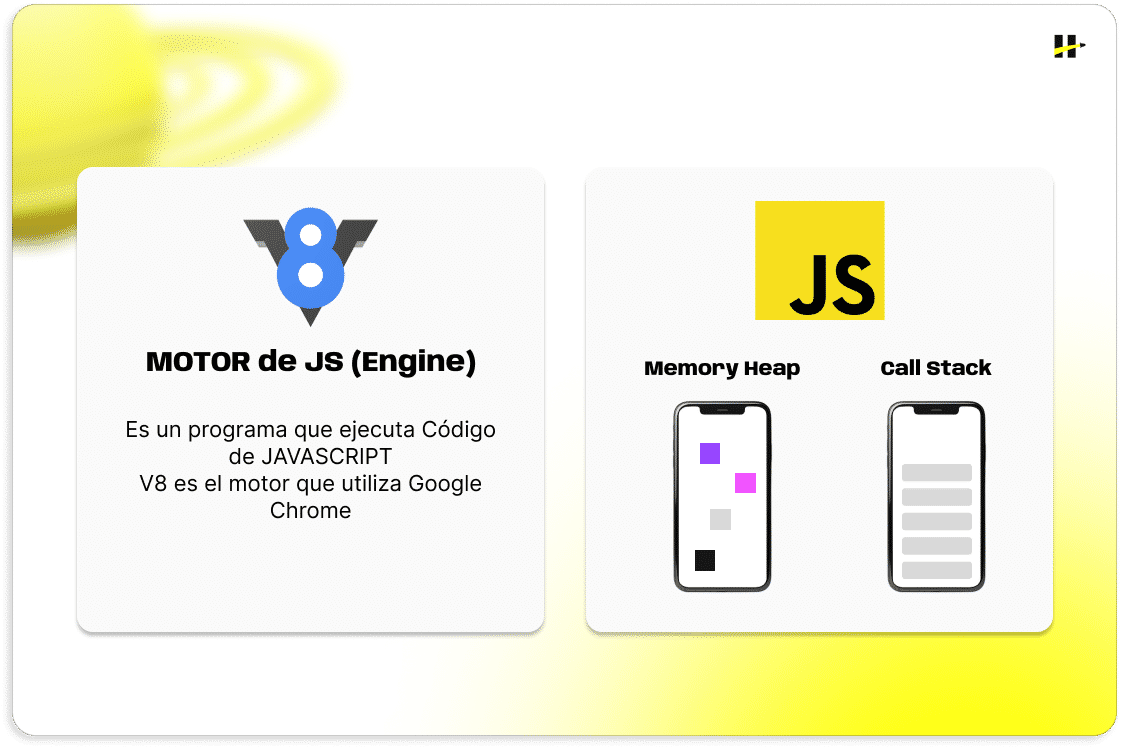 V8
MOTOR de JS (Engine)
Es un programa que ejecuta Código
de JAVASCRIPT
V8 es el motor que utiliza Google
Chrome
JS
Memory Heap
Call Stack
H